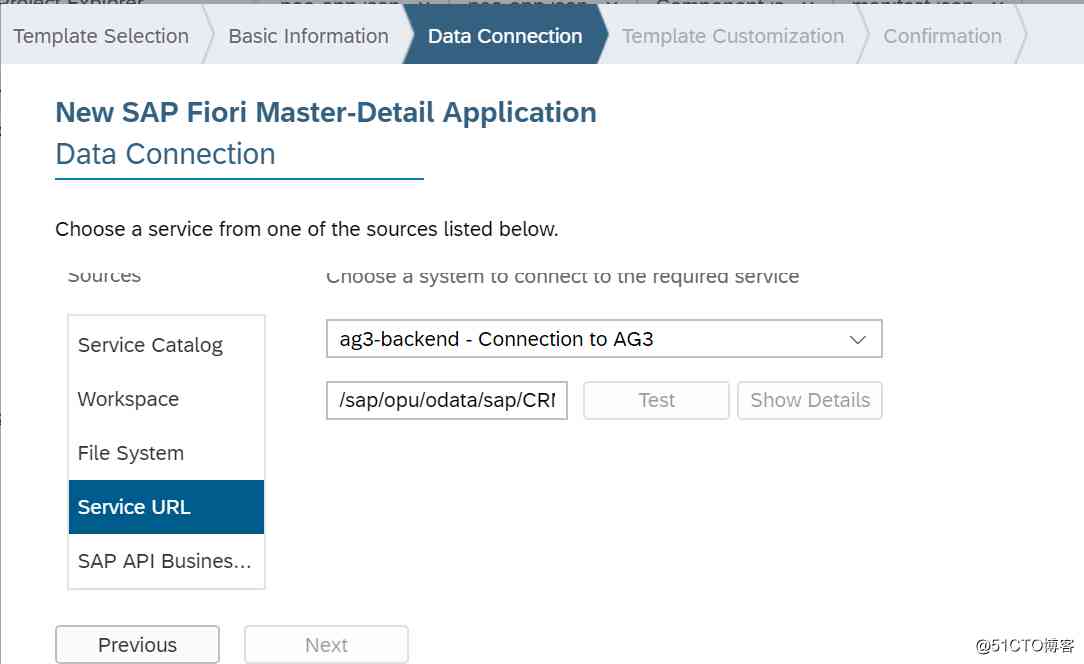 Template Selection Basic Information Data Connection Template Customization Confirmation
New SAP Fiori Master-Detail Application
Data Connection
Choose a service from one of the sources listed below.
Sources Choose a system to connect to the required service
Service Catalog ag3-backend - Connection to AG3
Workspace /sap/opu/odata/sap/CRM Test Show Details
File System
Service URL
SAP API Busines...
Previous Next
@51CTO博客